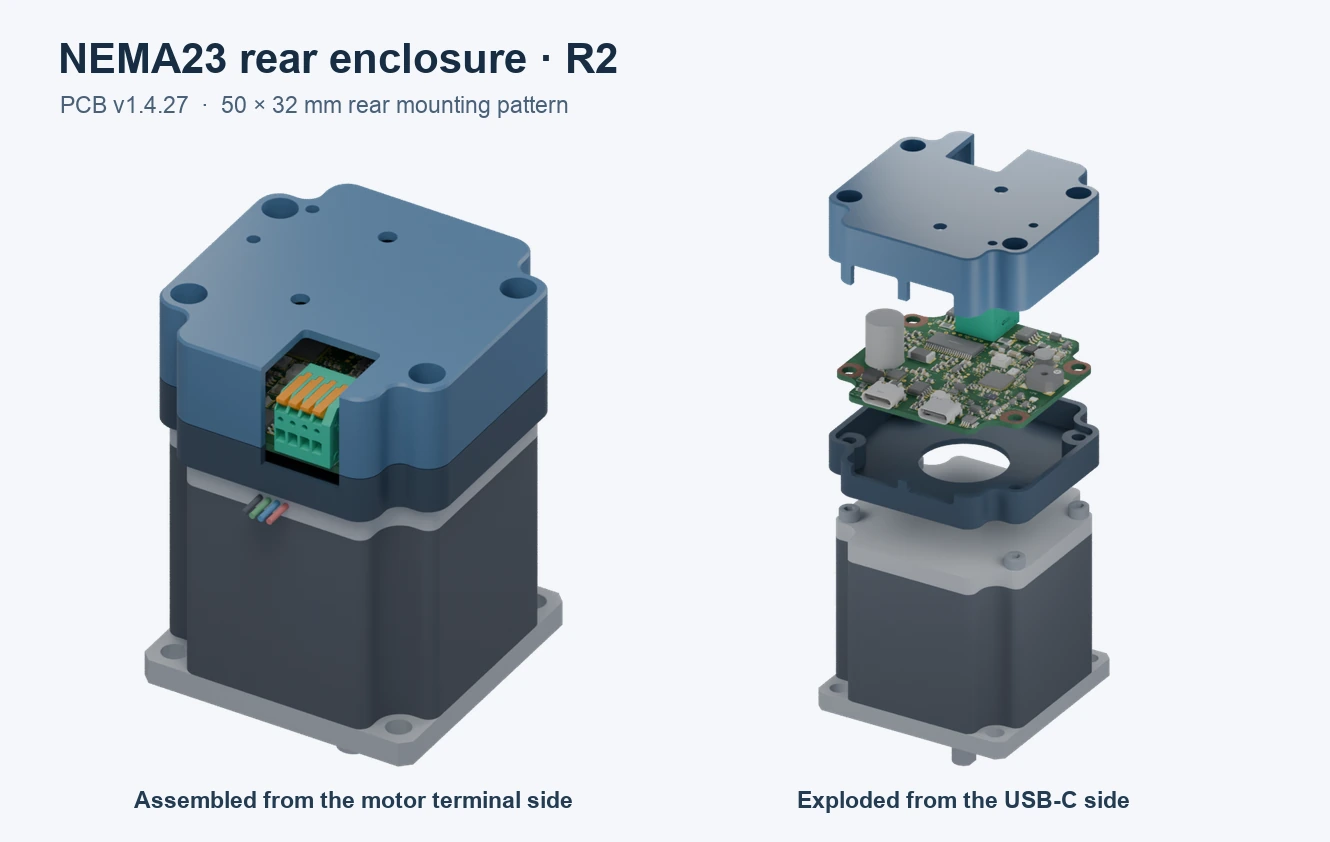 NEMA23 rear enclosure · R2
PCB v1.4.27 · 50 × 32 mm rear mounting pattern
Assembled from the motor terminal side
Exploded from the USB-C side